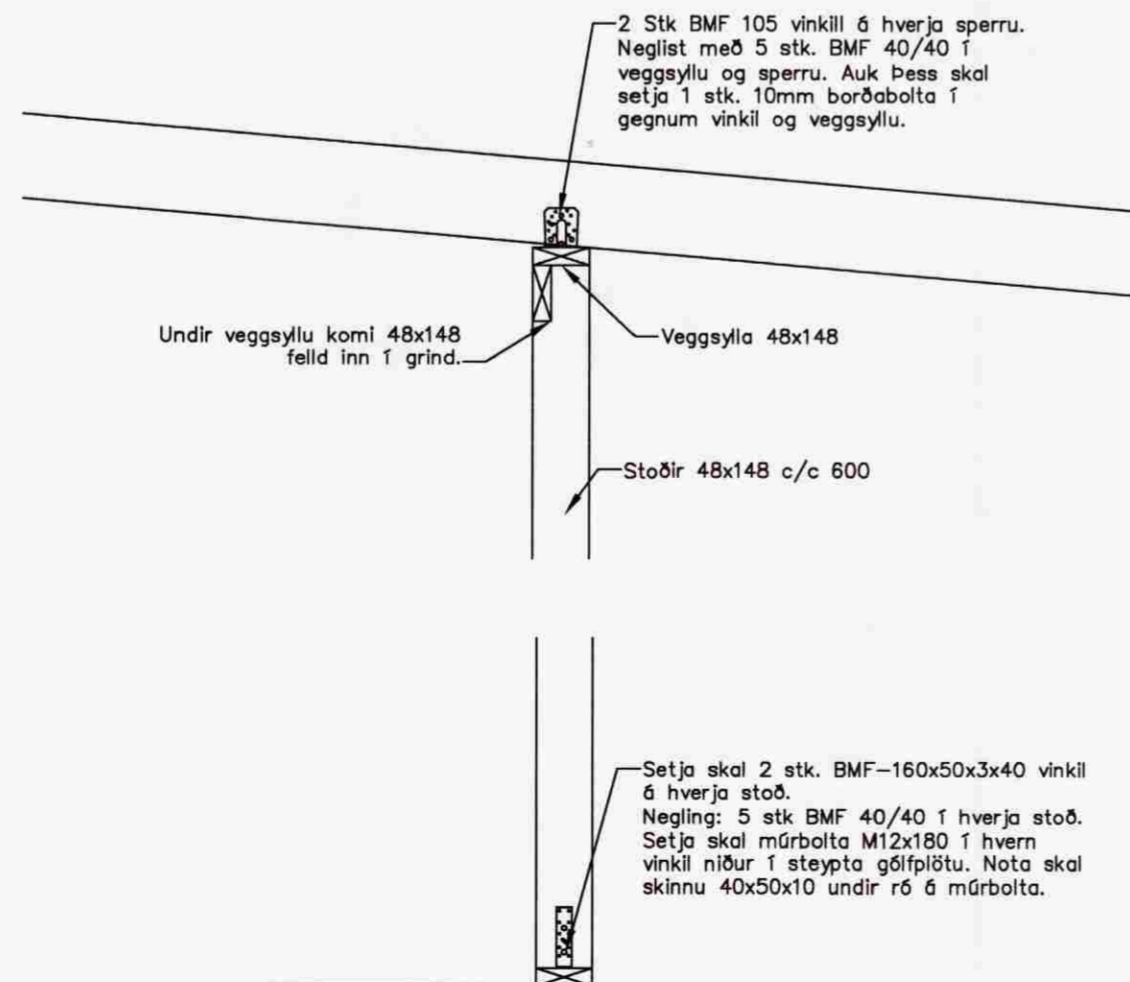 2 Stk BMF 105 vinkill á hverja sperru.
Neglist með 5 stk. BMF 40/40 í
veggsyllu og sperru. Auk Þess skal
setja 1 stk. 10mm borðabolta í
gegnum vinkil og veggsyllu.
Undir veggsyllu komi 48x148
felld inn í grind.
Veggsylla 48x148
Stoðir 48x148 c/c 600
Setja skal 2 stk. BMF-160x50x3x40 vinkil
á hverja stoð.
Negling: 5 stk BMF 40/40 í hverja stoð.
Setja skal múrbolta M12x180 í hvern
vinkil niður í steypta gólfplötu. Nota skal
skinnu 40x50x10 undir ró á múrbolta.